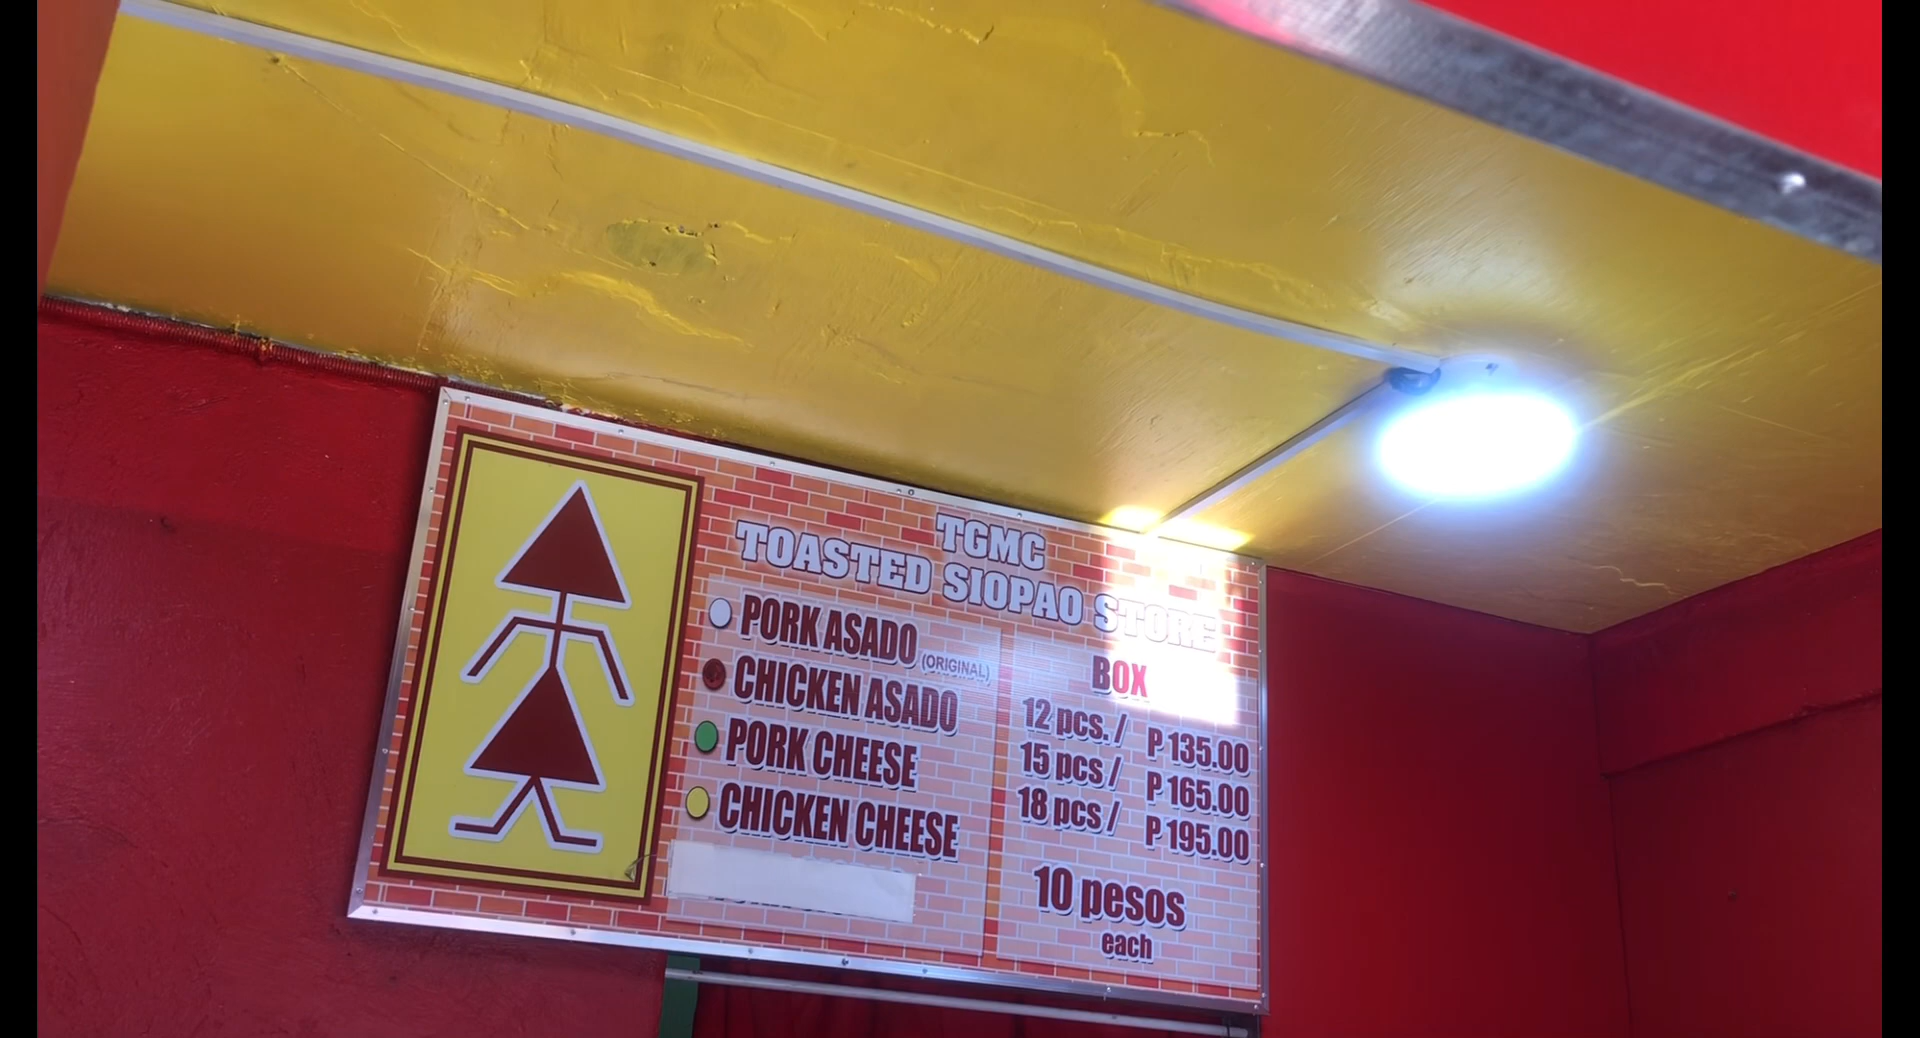 TGMC
TOASTED SIOPAO STORE
PORK ASADO (ORIGINAL)
CHICKEN ASADO
PORK CHEESE
CHICKEN CHEESE
BOX
12 pcs. / P 135.00
15 pcs / P 165.00
18 pcs / P 195.00
10 pesos
each